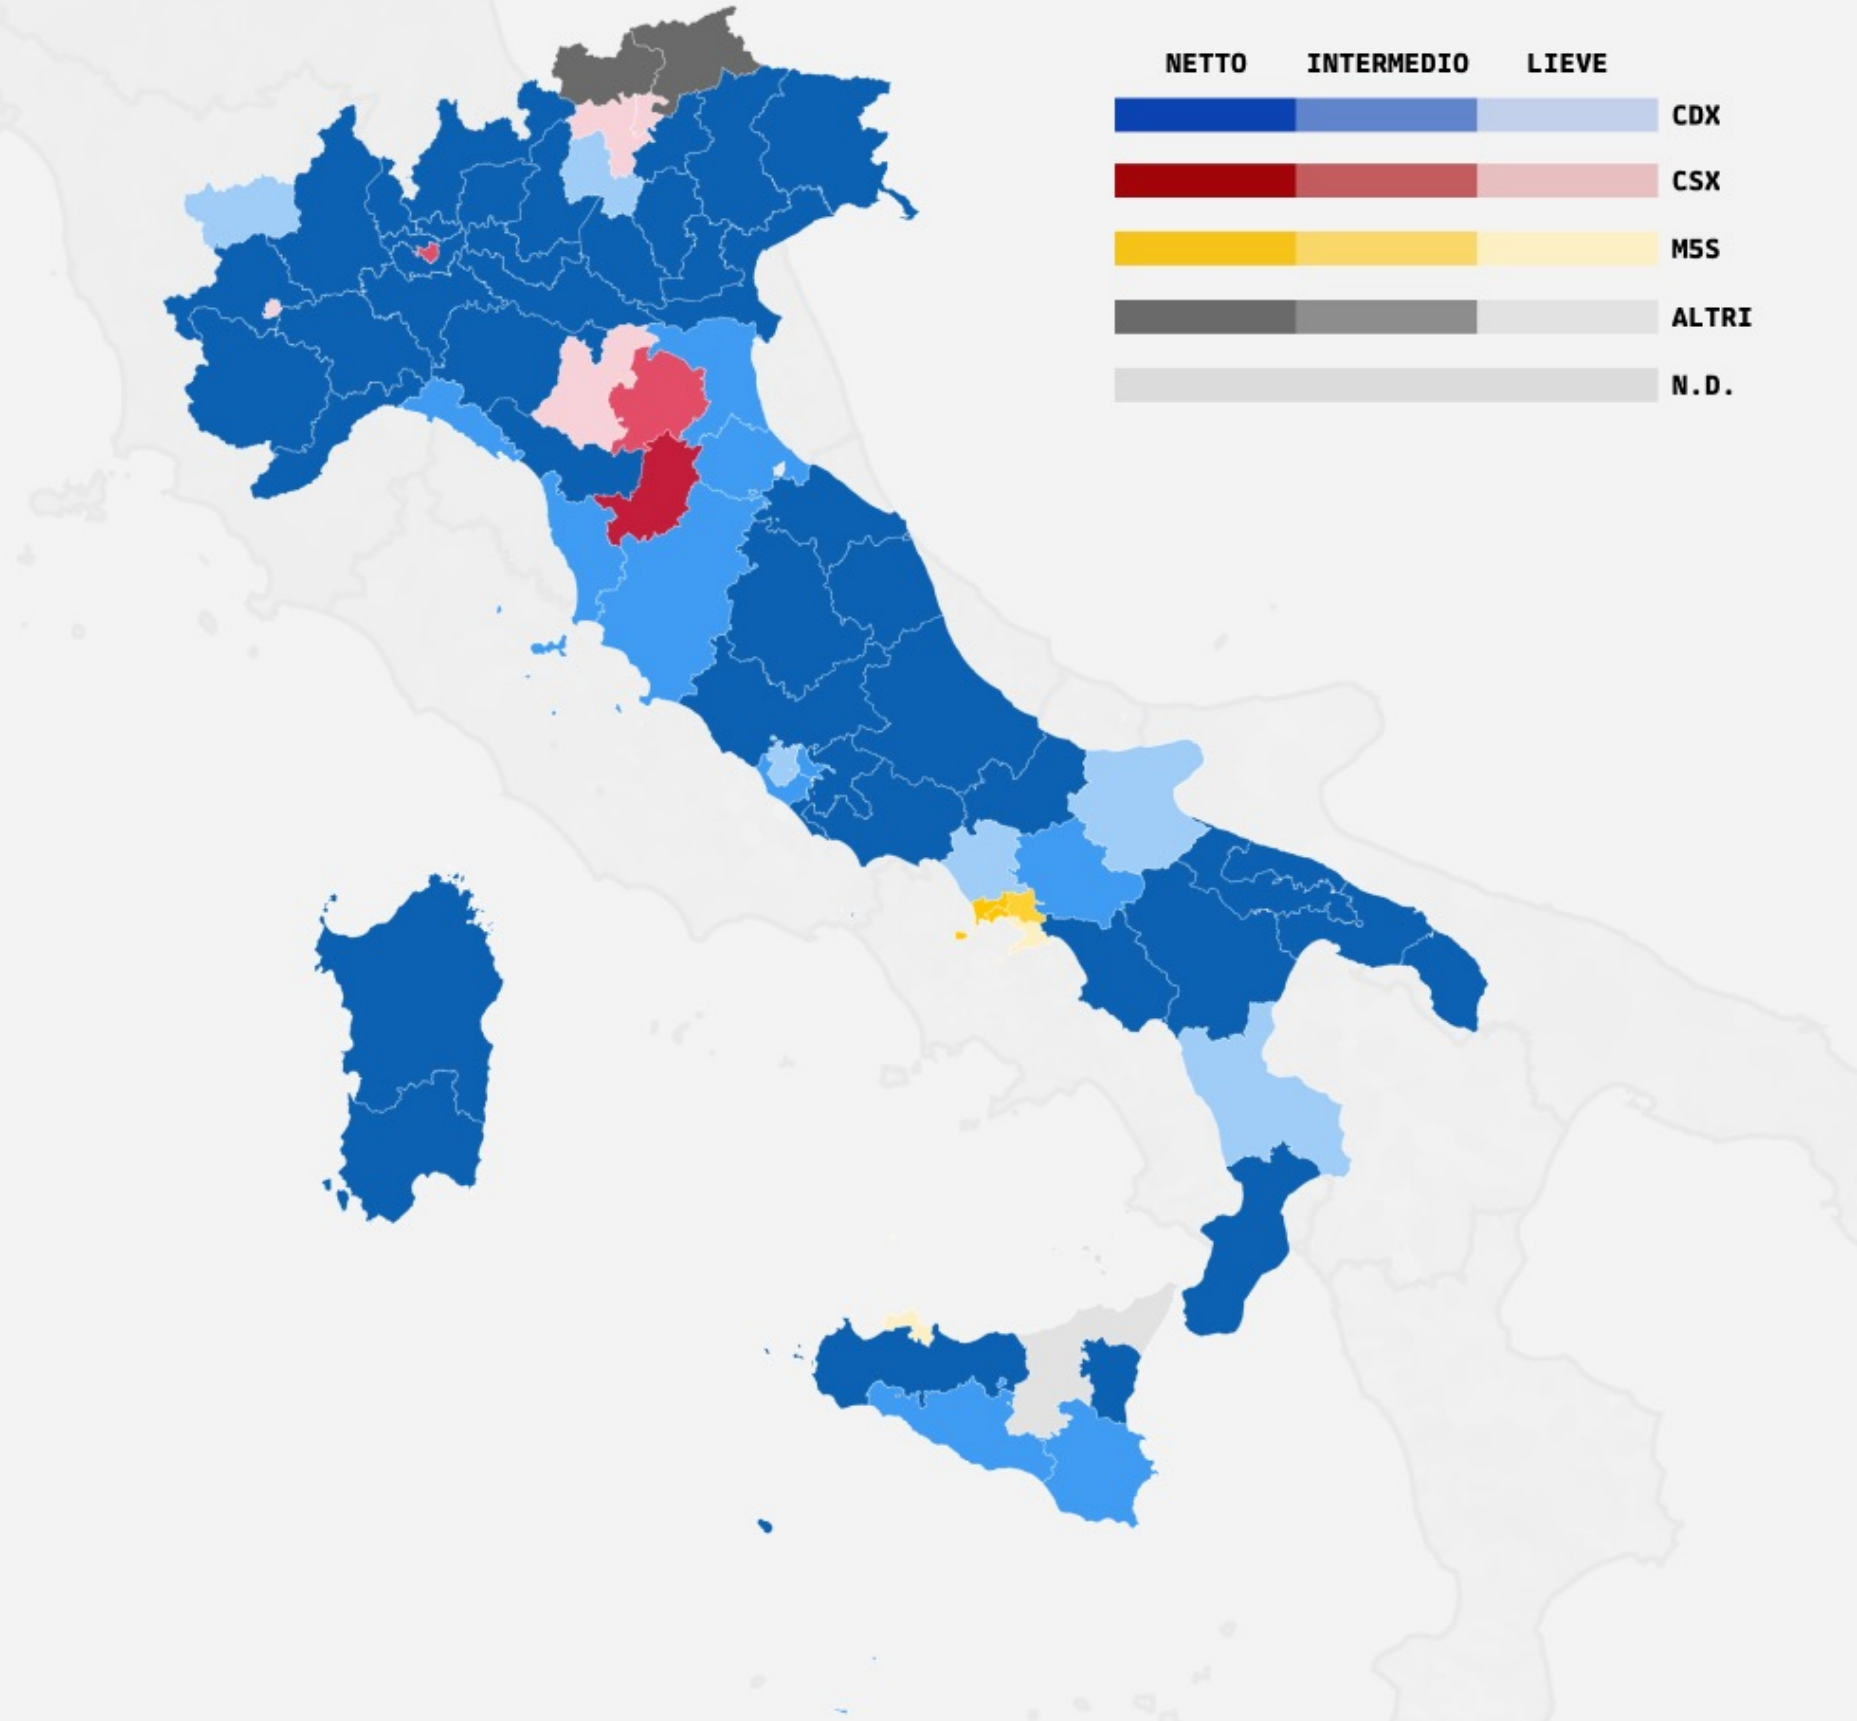 NETTO INTERMEDIO LIEVE
CDX
CSX
M5S
ALTRI
N.D.